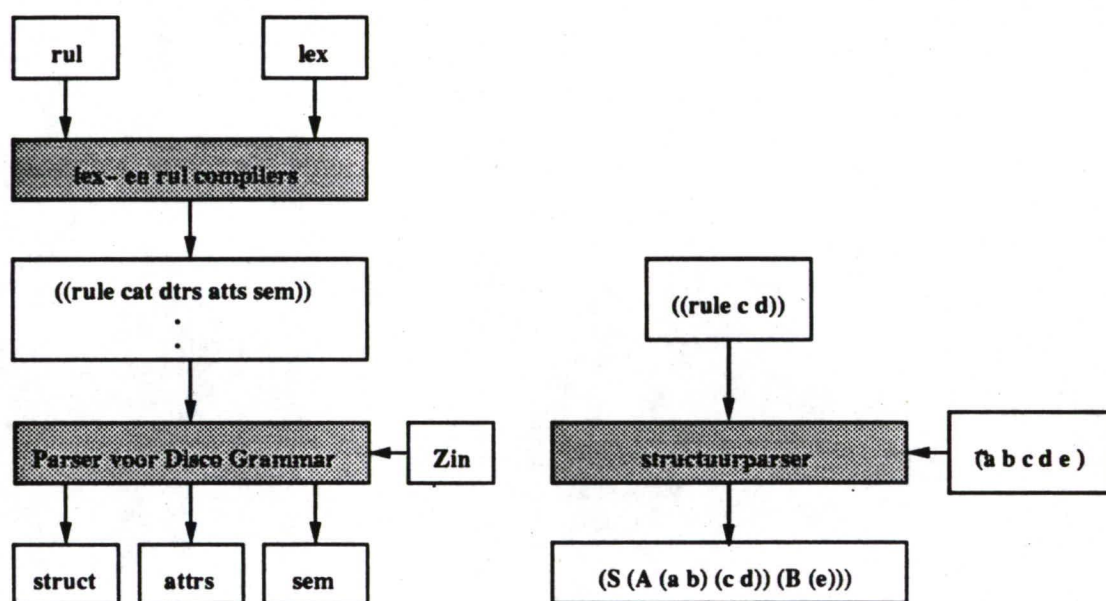 rul
lex
lex- en rul compilers
((rule cat dtrs atts sem))
.
.
((rule c d))
Parser voor Disco Grammar
Zin
structuurparser
(a b c d e )
struct
attrs
sem
(S (A (a b) (c d)) (B (e)))